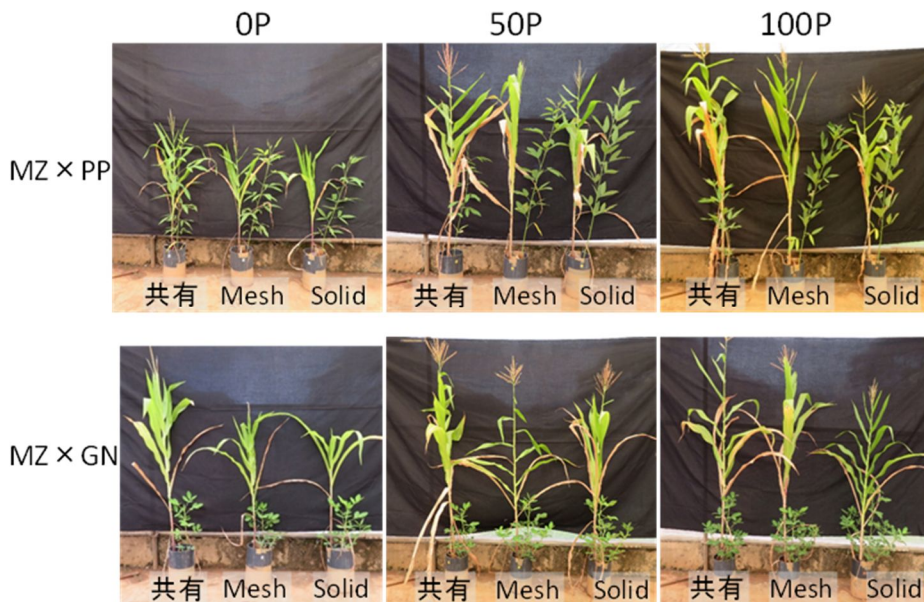 0P 50P 100P
MZ × PP
共有 Mesh Solid 共有 Mesh Solid 共有 Mesh Solid
MZ × GN
共有 Mesh Solid 共有 Mesh Solid 共有 Mesh Solid